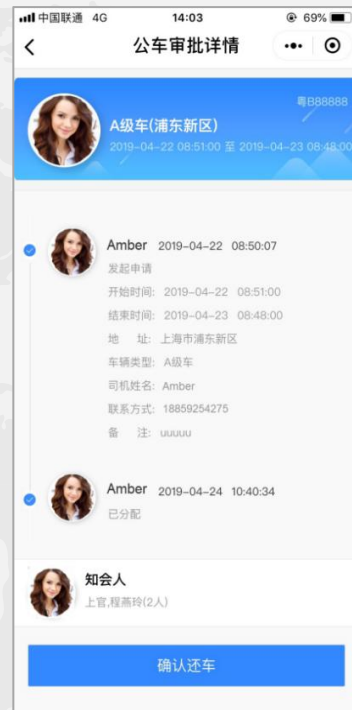 中国联通 4G 14:03 69%
公车审批详情
粤B88888
A级车(浦东新区)
2019-04-22 08:51:00 至 2019-04-23 08:48:00
Amber 2019-04-22 08:50:07
发起申请
开始时间: 2019-04-22 08:51:00
结束时间: 2019-04-23 08:48:00
地 址: 上海市浦东新区
车辆类型: A级车
司机姓名: Amber
联系方式: 18859254275
备 注: uuuuu
Amber 2019-04-24 10:40:34
已分配
知会人
上官,程燕玲(2人)
确认还车